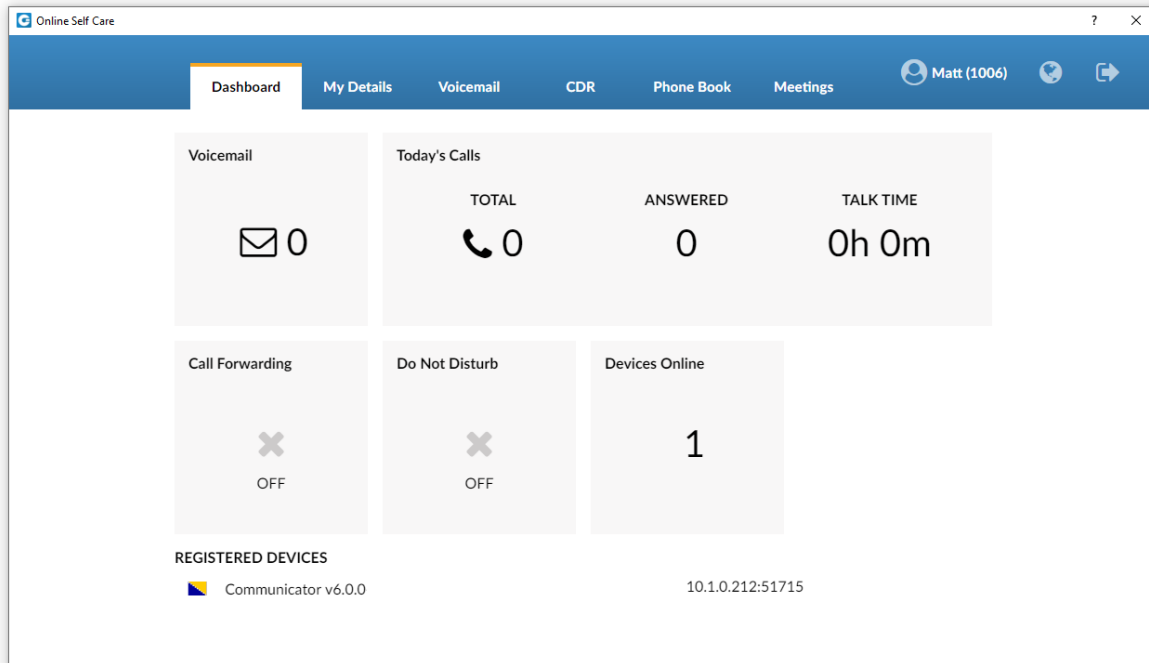 Online Self Care ?
Dashboard My Details Voicemail CDR Phone Book Meetings Matt (1006)
Voicemail Today's Calls
TOTAL ANSWERED TALK TIME
0 0 0 0h 0m
Call Forwarding Do Not Disturb Devices Online
1
OFF OFF
REGISTERED DEVICES
Communicator v6.0.0 10.1.0.212:51715